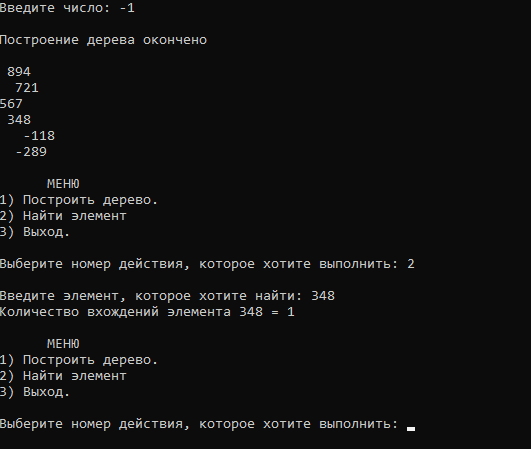 Введите число: -1
Построение дерева окончено
894
721
567
348
-118
-289
МЕНЮ
1) Построить дерево.
2) Найти элемент
3) Выход.
Выберите номер действия, которое хотите выполнить: 2
Введите элемент, которое хотите найти: 348
Количество вхождений элемента 348 = 1
МЕНЮ
1) Построить дерево.
2) Найти элемент
3) Выход.
Выберите номер действия, которое хотите выполнить: